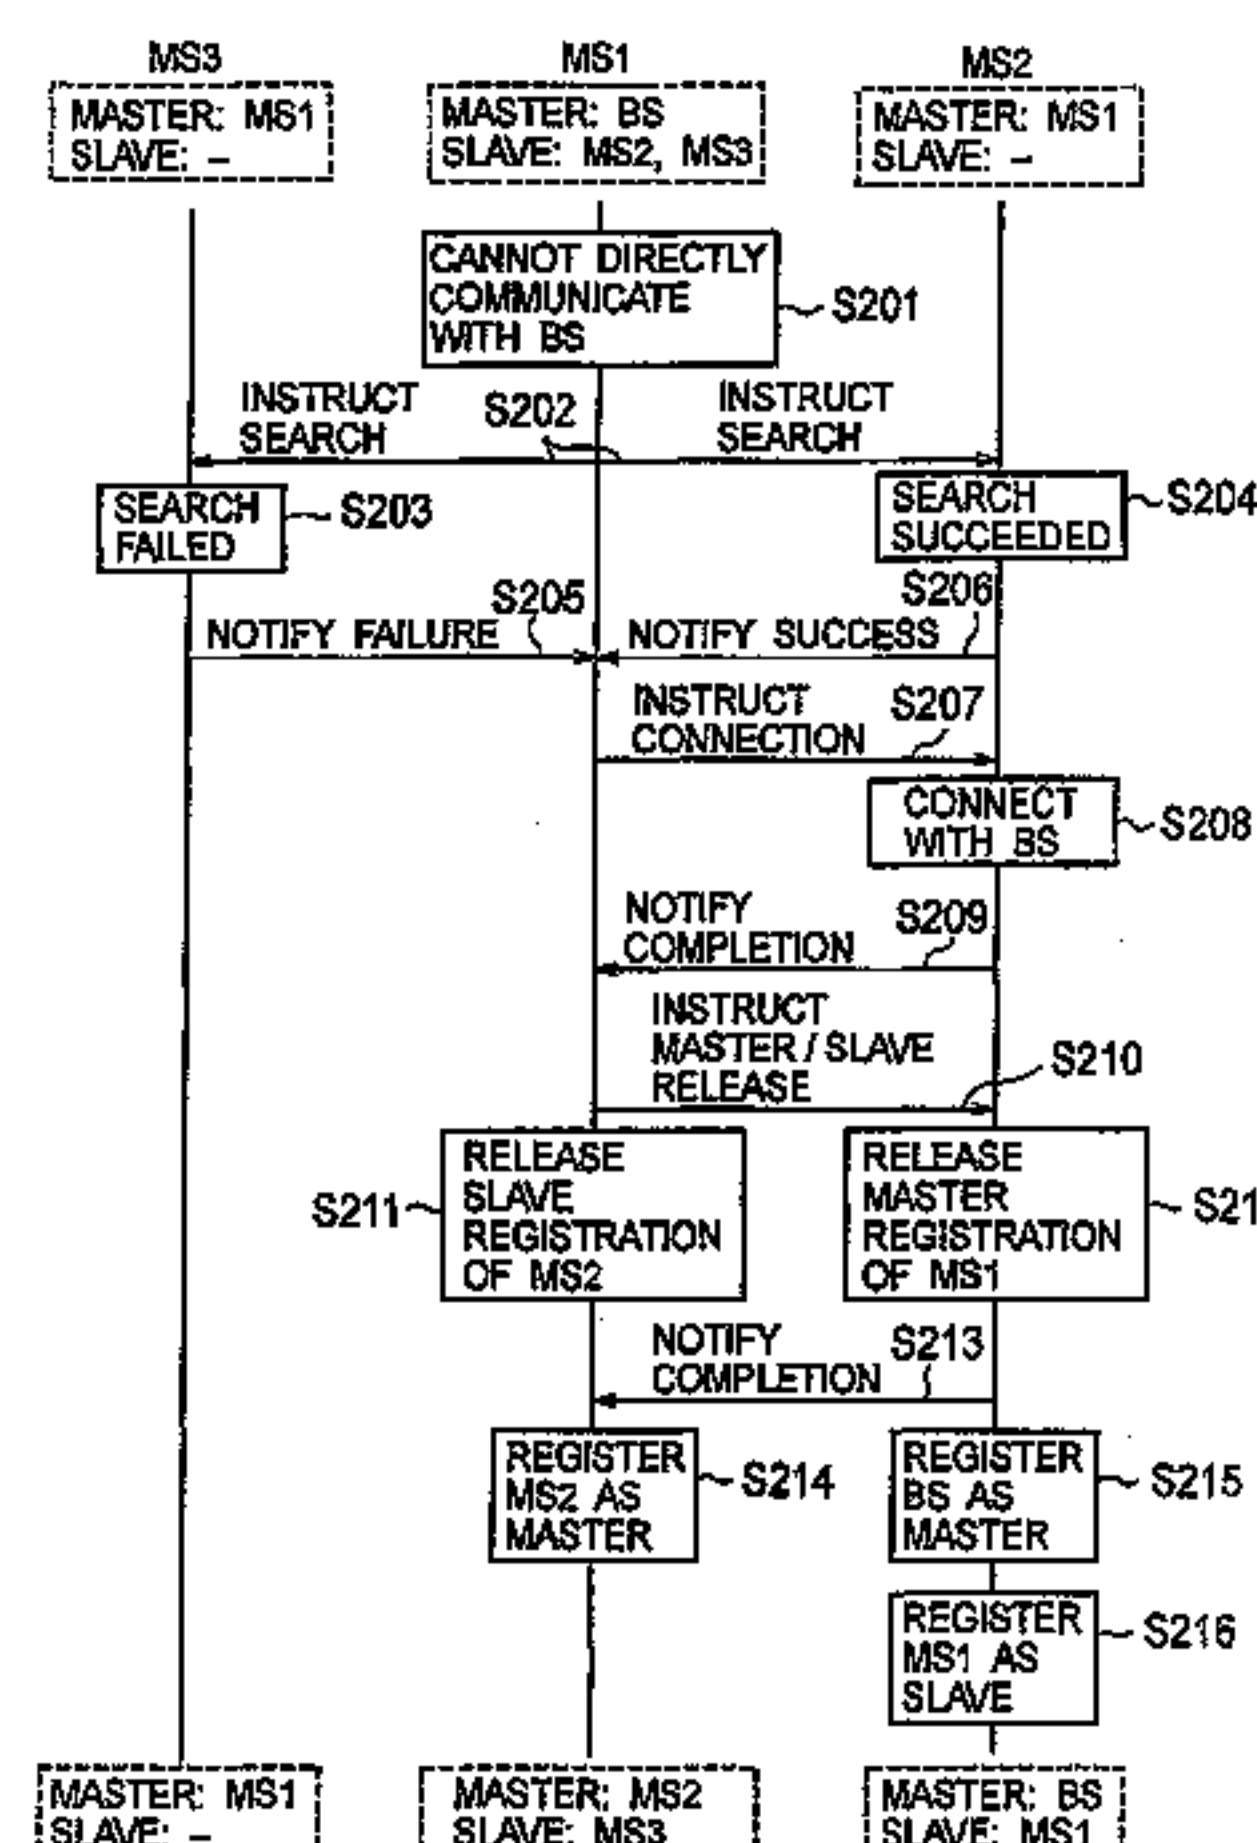 MS3
MASTER: MS1
SLAVE: –
MS1
MASTER: BS
SLAVE: MS2, MS3
MS2
MASTER: MS1
SLAVE: –
CANNOT DIRECTLY
COMMUNICATE
WITH BS
S201
INSTRUCT
SEARCH
S202
INSTRUCT
SEARCH
SEARCH
FAILED
S203
SEARCH
SUCCEEDED
S204
S205
NOTIFY FAILURE
S206
NOTIFY SUCCESS
INSTRUCT
CONNECTION
S207
CONNECT
WITH BS
S208
NOTIFY
COMPLETION
S209
INSTRUCT
MASTER / SLAVE
RELEASE
S210
S211
RELEASE
SLAVE
REGISTRATION
OF MS2
RELEASE
MASTER
REGISTRATION
OF MS1
S21
NOTIFY
COMPLETION
S213
REGISTER
MS2 AS
MASTER
S214
REGISTER
BS AS
MASTER
S215
REGISTER
MS1 AS
SLAVE
S216
MASTER: MS1
SLAVE: –
MASTER: MS2
SLAVE: MS3
MASTER: BS
SLAVE: MS1